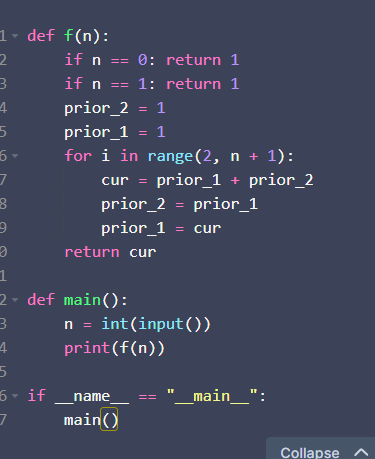 1 def f(n):
2     if n == 0: return 1
3     if n == 1: return 1
4     prior_2 = 1
5     prior_1 = 1
6     for i in range(2, n + 1):
7         cur = prior_1 + prior_2
8         prior_2 = prior_1
9         prior_1 = cur
0     return cur
1
2 def main():
3     n = int(input())
4     print(f(n))
5
6 if __name__ == "__main__":
7     main()
Collapse